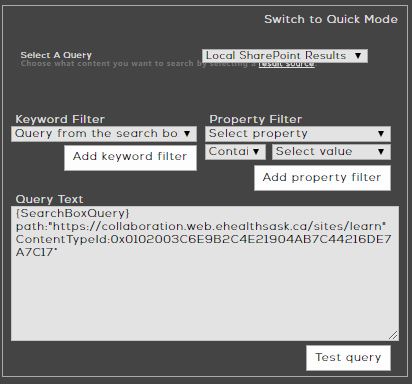 Switch to Quick Mode
Select A Query
Local SharePoint Results
Choose what content you want to search by selecting a result source
Keyword Filter
Property Filter
Query from the search bo
Select property
Add keyword filter
Contai
Select value
Add property filter
Query Text
{SearchBoxQuery}
path:"https://collaboration.web.ehealthsask.ca/sites/learn"
ContentTypeId:0x0102003C6E9B2C4E21904AB7C44216DE7
A7C17*
Test query